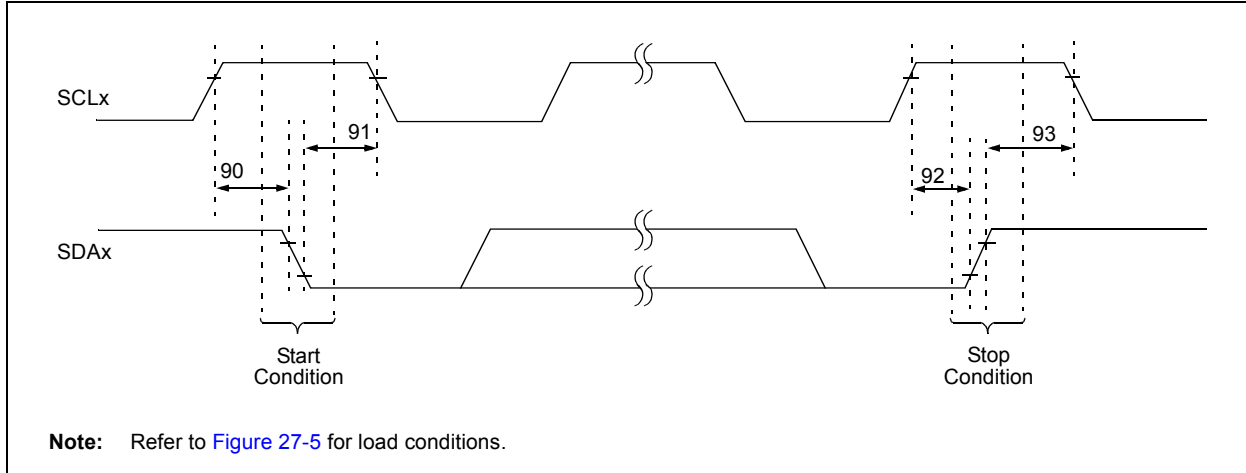 SCLx
91
93
90
92
SDAx
Start
Condition
Stop
Condition
Note: Refer to Figure 27-5 for load conditions.